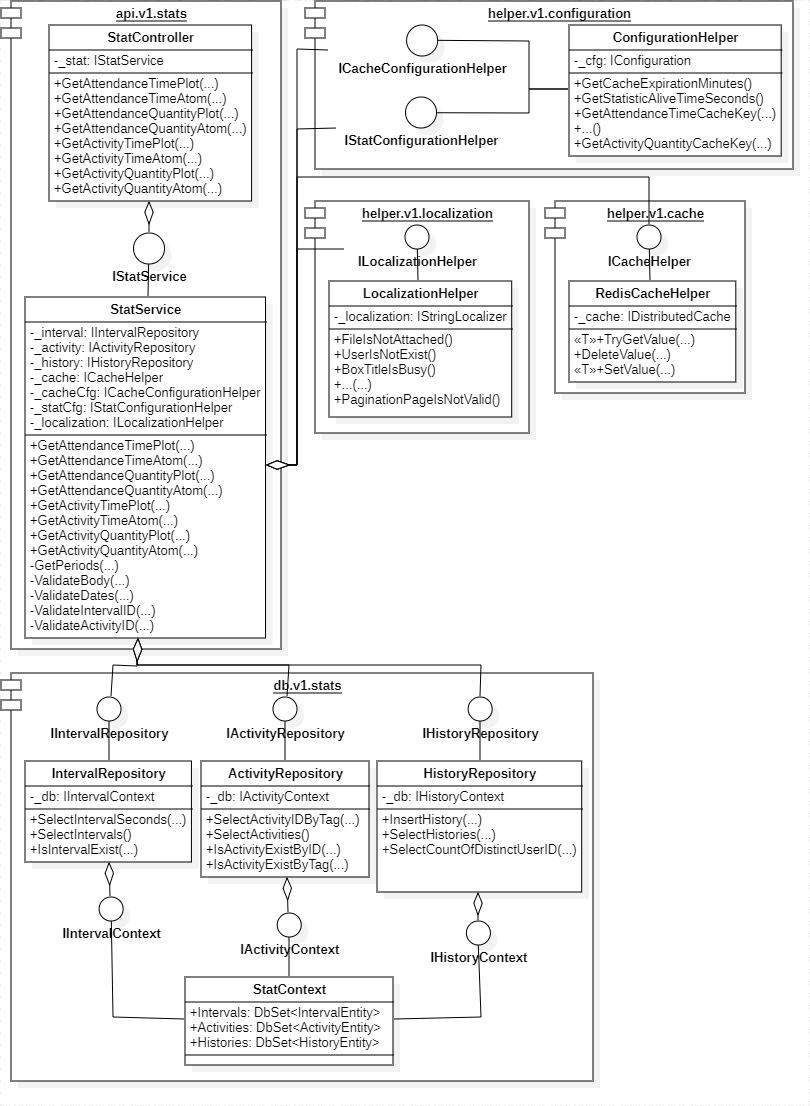 api.v1.stats
StatController
-_stat: IStatService
+GetAttendanceTimePlot(...)
+GetAttendanceTimeAtom(...)
+GetAttendanceQuantityPlot(...)
+GetAttendanceQuantityAtom(...)
+GetActivityTimePlot(...)
+GetActivityTimeAtom(...)
+GetActivityQuantityPlot(...)
+GetActivityQuantityAtom(...)
IStatService
StatService
-_interval: IIntervalRepository
-_activity: IActivityRepository
-_history: IHistoryRepository
-_cache: ICacheHelper
-_cacheCfg: ICacheConfigurationHelper
-_statCfg: IStatConfigurationHelper
-_localization: ILocalizationHelper
+GetAttendanceTimePlot(...)
+GetAttendanceTimeAtom(...)
+GetAttendanceQuantityPlot(...)
+GetAttendanceQuantityAtom(...)
+GetActivityTimePlot(...)
+GetActivityTimeAtom(...)
+GetActivityQuantityPlot(...)
+GetActivityQuantityAtom(...)
-GetPeriods(...)
-ValidateBody(...)
-ValidateDates(...)
-ValidateIntervalID(...)
-ValidateActivityID(...)
helper.v1.configuration
ICacheConfigurationHelper
IStatConfigurationHelper
ConfigurationHelper
-_cfg: IConfiguration
+GetCacheExpirationMinutes()
+GetStatisticAliveTimeSeconds()
+GetAttendanceTimeCacheKey(...)
+...()
+GetActivityQuantityCacheKey(...)
helper.v1.localization
ILocalizationHelper
LocalizationHelper
-_localization: IStringLocalizer
+FileIsNotAttached()
+UserIsNotExist()
+BoxTitleIsBusy()
+...(...)
+PaginationPageIsNotValid()
helper.v1.cache
ICacheHelper
RedisCacheHelper
-_cache: IDistributedCache
«T»+TryGetValue(...)
+DeleteValue(...)
«T»+SetValue(...)
db.v1.stats
IIntervalRepository
IActivityRepository
IHistoryRepository
IntervalRepository
-_db: IIntervalContext
+SelectIntervalSeconds(...)
+SelectIntervals()
+IsIntervalExist(...)
ActivityRepository
-_db: IActivityContext
+SelectActivityIDByTag(...)
+SelectActivities()
+IsActivityExistByID(...)
+IsActivityExistByTag(...)
HistoryRepository
-_db: IHistoryContext
+InsertHistory(...)
+SelectHistories(...)
+SelectCountOfDistinctUserID(...)
IIntervalContext
IActivityContext
IHistoryContext
StatContext
+Intervals: DbSet<IntervalEntity>
+Activities: DbSet<ActivityEntity>
+Histories: DbSet<HistoryEntity>